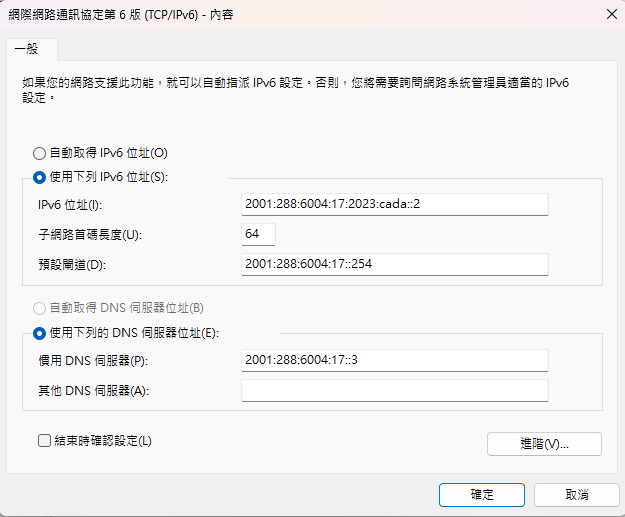 網際網路通訊協定第 6 版 (TCP/IPv6) - 內容
一般
如果您的網路支援此功能，就可以自動指派 IPv6 設定。否則，您將需要詢問網路系統管理員適當的 IPv6
設定。
自動取得 IPv6 位址(O)
使用下列 IPv6 位址(S):
IPv6 位址(I): 2001:288:6004:17:2023:cada::2
子網路首碼長度(U): 64
預設閘道(D): 2001:288:6004:17::254
自動取得 DNS 伺服器位址(B)
使用下列的 DNS 伺服器位址(E):
慣用 DNS 伺服器(P): 2001:288:6004:17::3
其他 DNS 伺服器(A):
結束時確認設定(L)
進階(V)...
確定 取消